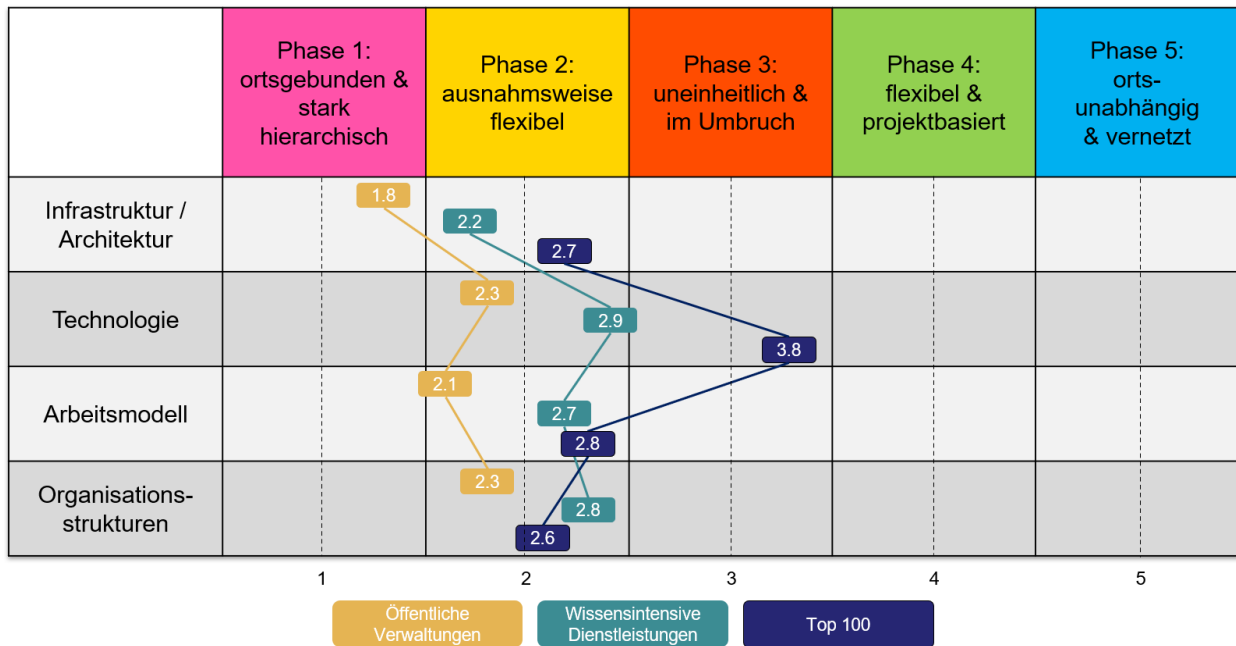 Phase 1:
ortsgebunden &
stark
hierarchisch
Phase 2:
ausnahmsweise
flexibel
Phase 3:
uneinheitlich &
im Umbruch
Phase 4:
flexibel &
projektbasiert
Phase 5:
orts-
unabhängig
& vernetzt
Infrastruktur /
Architektur
1.8
2.2
2.7
Technologie
2.3
2.9
3.8
Arbeitsmodell
2.1
2.7
2.8
Organisations-
strukturen
2.3
2.8
2.6
1
2
3
4
5
Öffentliche
Verwaltungen
Wissensintensive
Dienstleistungen
Top 100